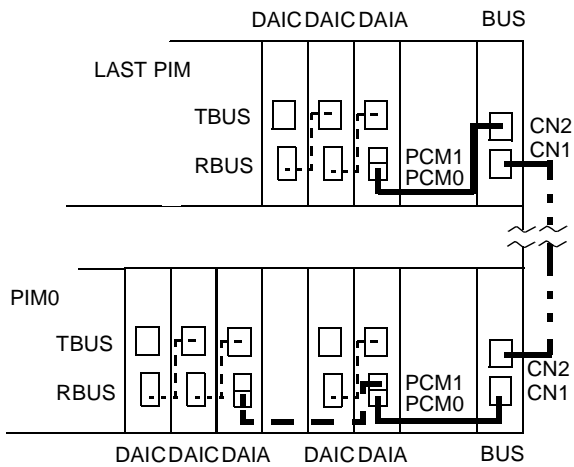 DAIC DAIC DAIA BUS
LAST PIM
TBUS
CN2
CN1
RBUS
PCM1
PCM0
PIM0
TBUS
CN2
CN1
RBUS
PCM1
PCM0
DAIC DAIC DAIA DAIC DAIA BUS